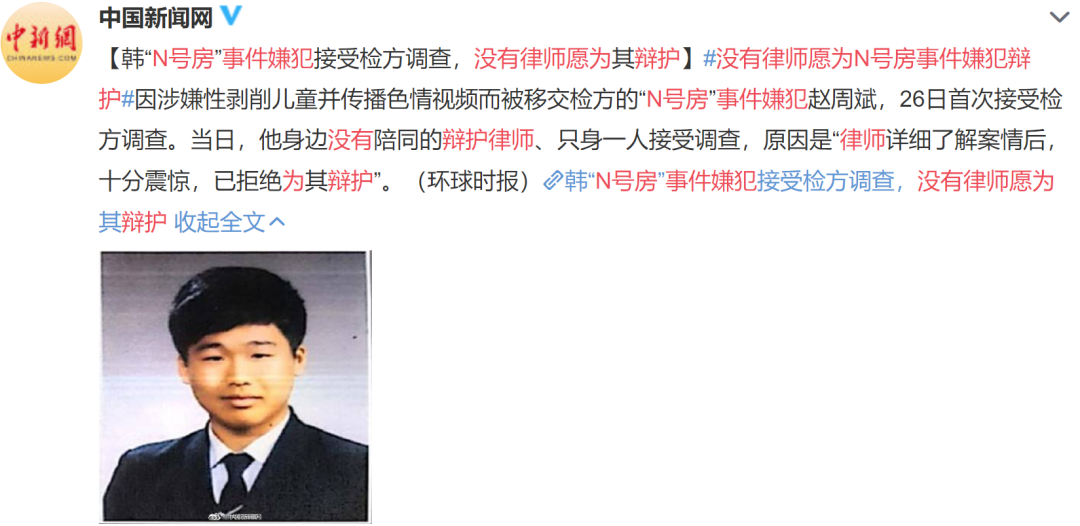 中国新闻网
中新網
CHINANEWS.COM
【韩“N号房”事件嫌犯接受检方调查，没有律师愿为其辩护】#没有律师愿为N号房事件嫌犯辩
护#因涉嫌性剥削儿童并传播色情视频而被移交检方的“N号房”事件嫌犯赵周斌，26日首次接受检
方调查。当日，他身边没有陪同的辩护律师、只身一人接受调查，原因是“律师详细了解案情后，
十分震惊，已拒绝为其辩护”。（环球时报）韩“N号房”事件嫌犯接受检方调查，没有律师愿为
其辩护 收起全文